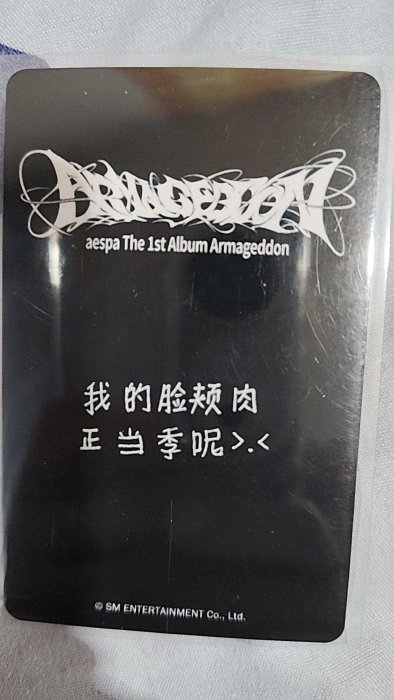 ARMAGEDDON
aespa The 1st Album Armageddon
我的脸颊肉
正当季呢>.<
© SM ENTERTAINMENT Co., Ltd.